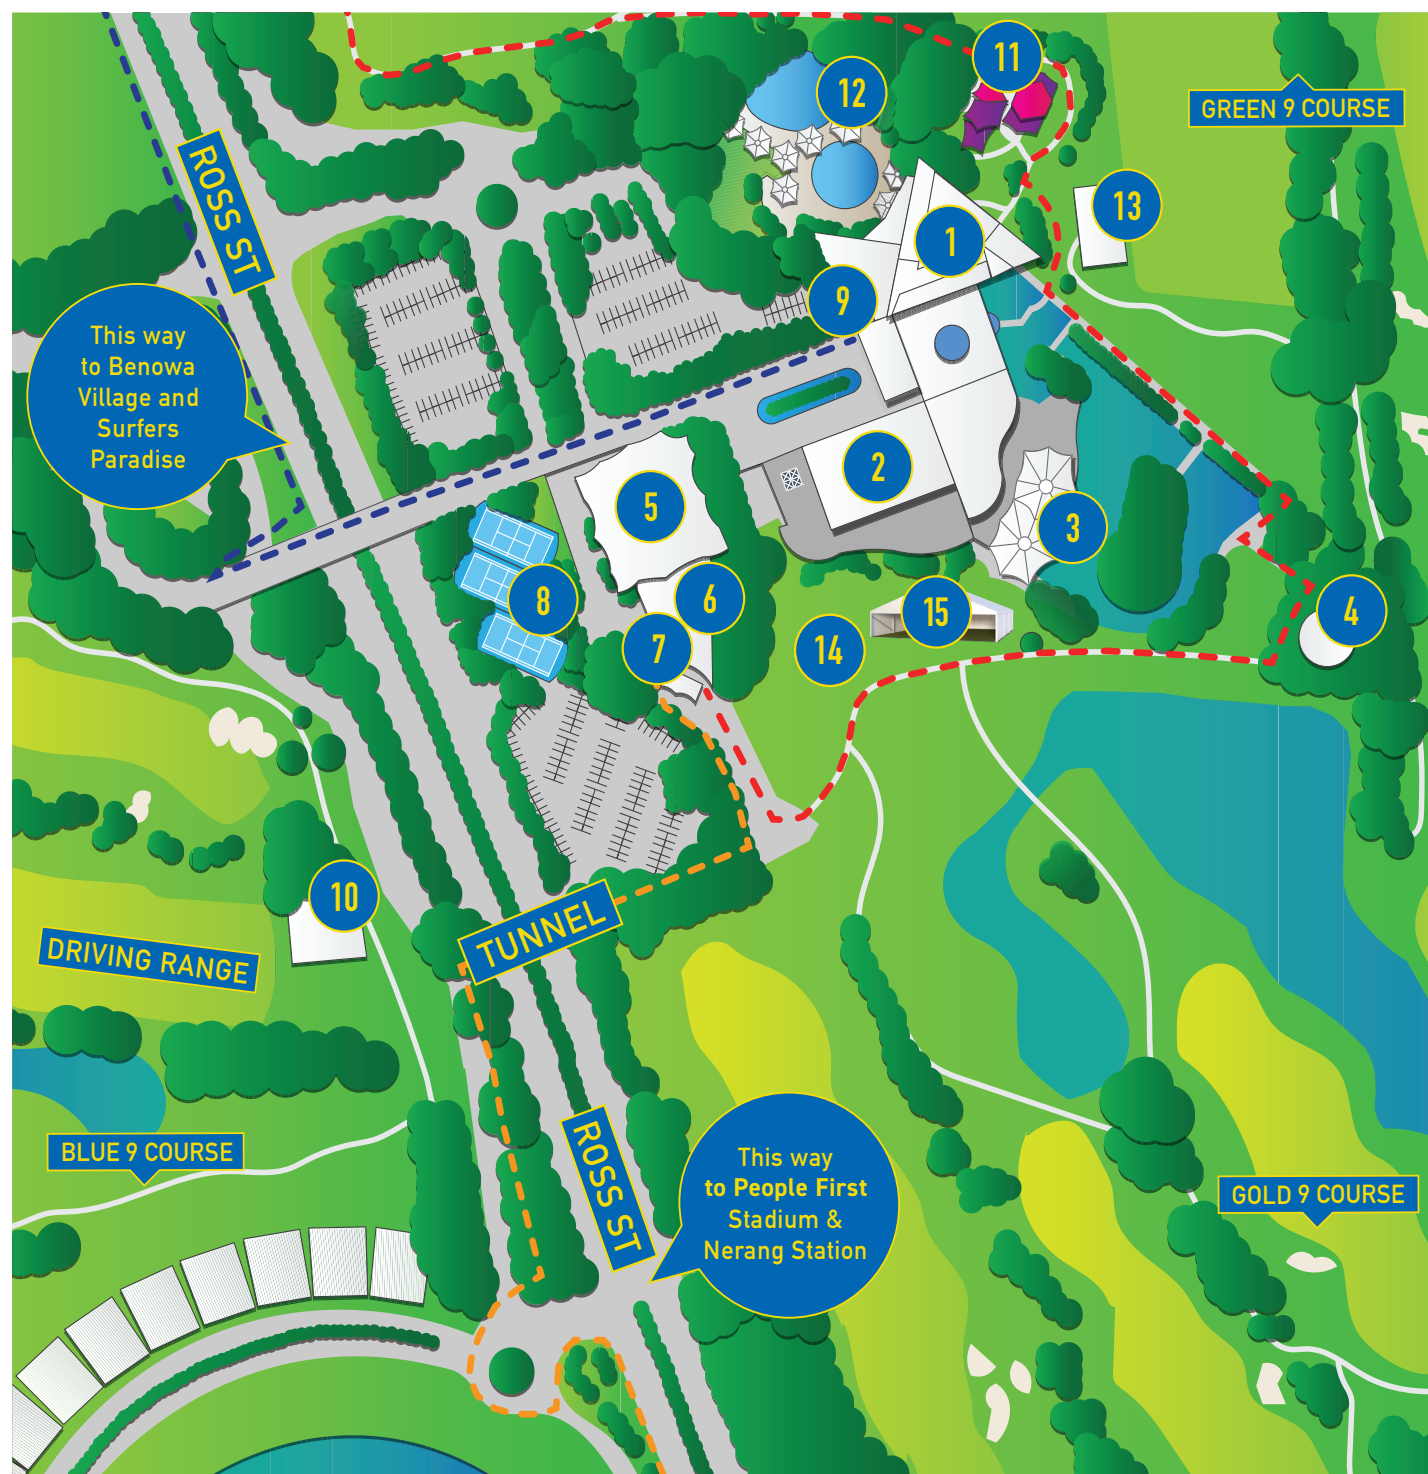 11
12
GREEN 9 COURSE
ROSS ST
13
1
9
This way
to Benowa
Village and
Surfers
Paradise
2
5
3
8
6
15
4
7
14
10
TUNNEL
DRIVING RANGE
BLUE 9 COURSE
ROSS ST
This way
to People First
Stadium &
Nerang Station
GOLD 9 COURSE